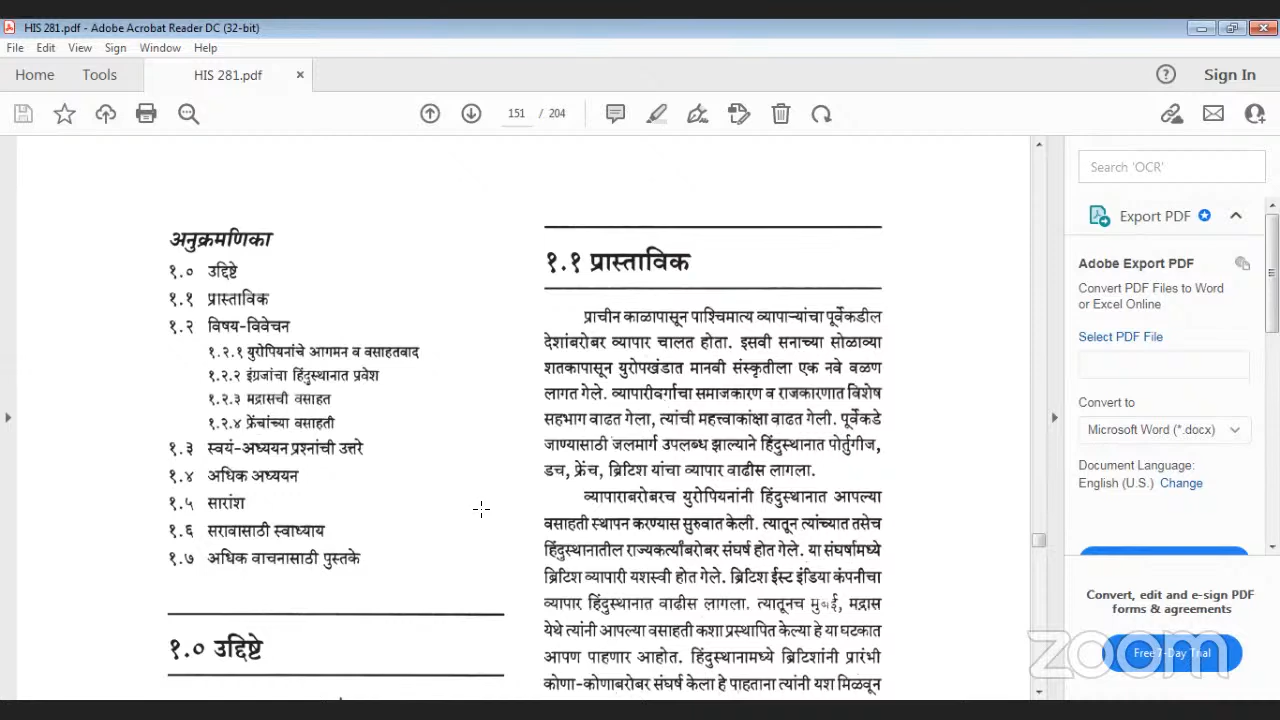 HIS 281.pdf - Adobe Acrobat Reader DC (32-bit)
File Edit View Sign Window Help
Home Tools HIS 281.pdf × Sign In
151 / 204
अनुक्रमणिका
१.० उद्दिष्टे
१.१ प्रास्ताविक
१.२ विषय-विवेचन
१.२.१ युरोपियनांचे आगमन व वसाहतवाद
१.२.२ इंग्रजांचा हिंदुस्थानात प्रवेश
१.२.३ मद्रासची वसाहत
१.२.४ फ्रेंचांच्या वसाहती
१.३ स्वयं-अध्ययन प्रश्नांची उत्तरे
१.४ अधिक अध्ययन
१.५ सारांश
१.६ सरावासाठी स्वाध्याय
१.७ अधिक वाचनासाठी पुस्तके
१.० उद्दिष्टे
१.१ प्रास्ताविक
प्राचीन काळापासून पाश्चिमात्य व्यापाऱ्यांचा पूर्वेकडील
देशांबरोबर व्यापार चालत होता. इसवी सनाच्या सोळाव्या
शतकापासून युरोपखंडात मानवी संस्कृतीला एक नवे वळण
लागत गेले. व्यापारीवर्गाचा समाजकारण व राजकारणात विशेष
सहभाग वाढत गेला, त्यांची महत्त्वाकांक्षा वाढत गेली. पूर्वेकडे
जाण्यासाठी जलमार्ग उपलब्ध झाल्याने हिंदुस्थानात पोर्तुगीज,
डच, फ्रेंच, ब्रिटिश यांचा व्यापार वाढीस लागला.
व्यापाराबरोबरच युरोपियनांनी हिंदुस्थानात आपल्या
वसाहती स्थापन करण्यास सुरुवात केली. त्यातून त्यांच्यात तसेच
हिंदुस्थानातील राज्यकर्त्यांबरोबर संघर्ष होत गेले. या संघर्षामध्ये
ब्रिटिश व्यापारी यशस्वी होत गेले. ब्रिटिश ईस्ट इंडिया कंपनीचा
व्यापार हिंदुस्थानात वाढीस लागला. त्यातूनच मुंबई, मद्रास
येथे त्यांनी आपल्या वसाहती कशा प्रस्थापित केल्या हे या घटकात
आपण पाहणार आहोत. हिंदुस्थानामध्ये ब्रिटिशांनी प्रारंभी
कोणा-कोणाबरोबर संघर्ष केला हे पाहताना त्यांनी यश मिळवून
Search 'OCR'
Export PDF
Adobe Export PDF
Convert PDF Files to Word
or Excel Online
Select PDF File
Convert to
Microsoft Word (*.docx)
Document Language:
English (U.S.) Change
Convert, edit and e-sign PDF
forms & agreements
Free 7-Day Trial
zoom